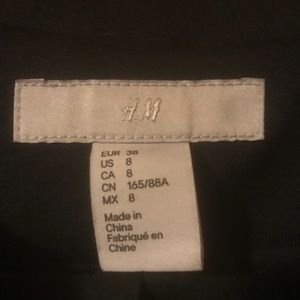 H&M
EUR 38
US 8
CA 8
CN 165/88A
MX 8
Made in
China
Fabriqué en
Chine